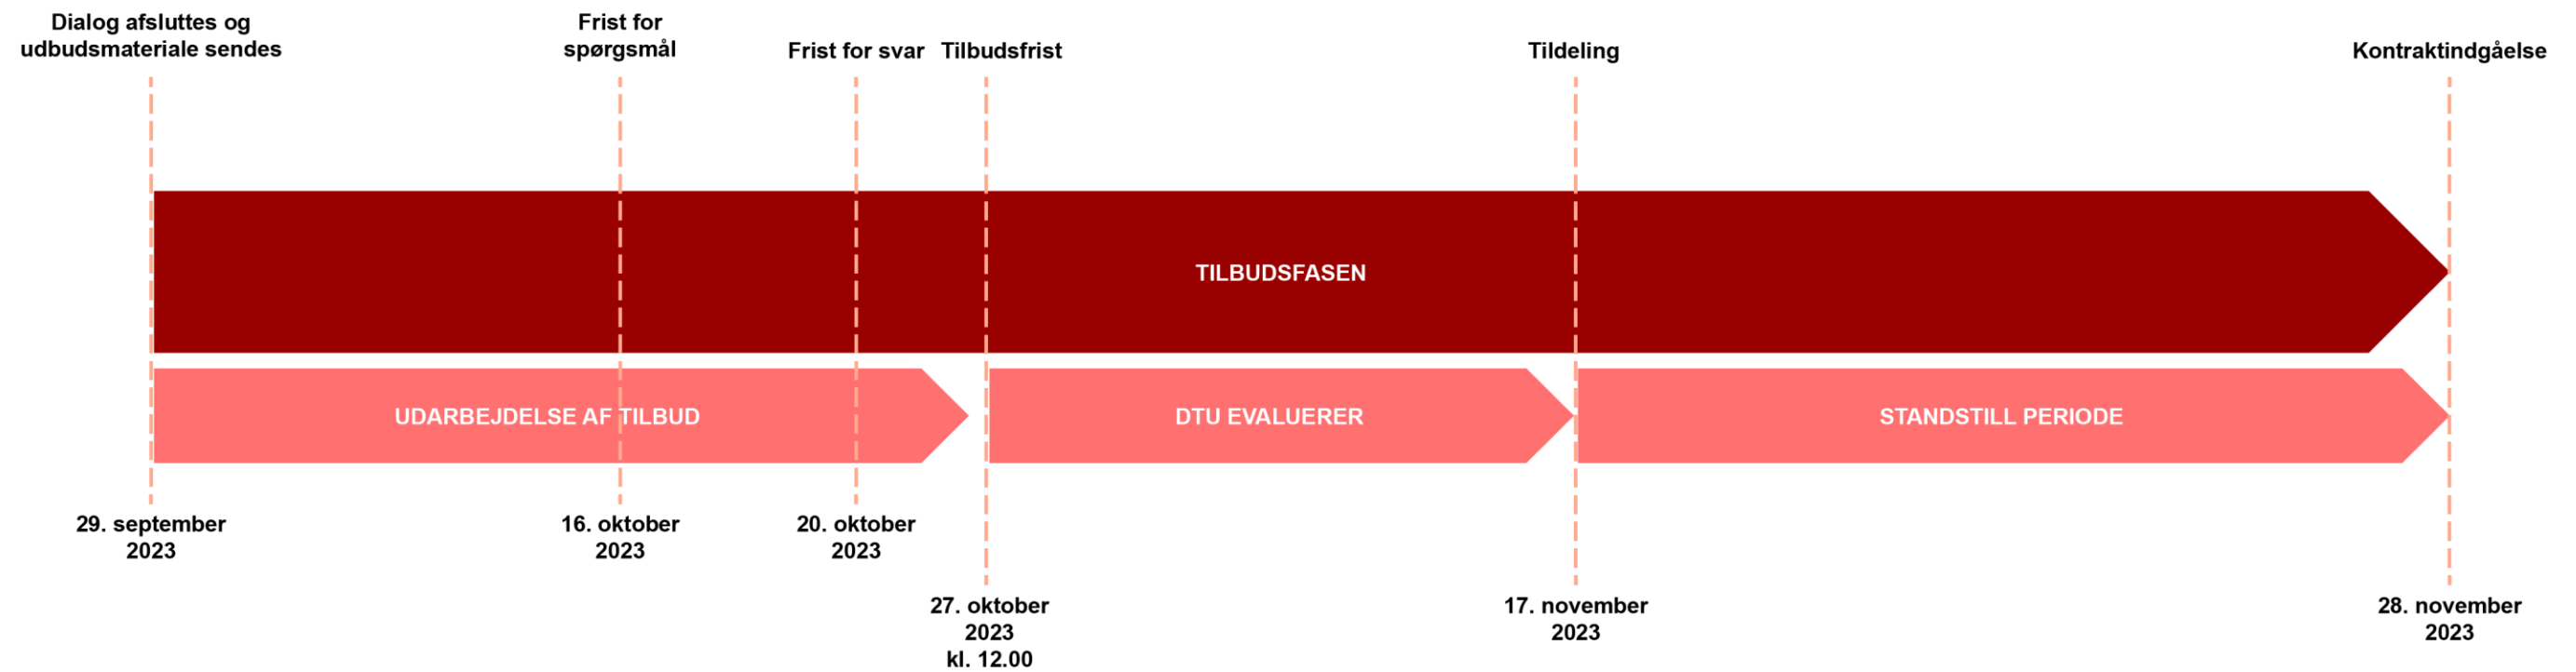 Dialog afsluttes og
udbudsmateriale sendes
Frist for
spørgsmål
Frist for svar
Tilbudsfrist
Tildeling
Kontraktindgåelse
TILBUDSFASEN
UDARBEJDELSE AF TILBUD
DTU EVALUERER
STANDSTILL PERIODE
29. september
2023
16. oktober
2023
20. oktober
2023
27. oktober
2023
kl. 12.00
17. november
2023
28. november
2023